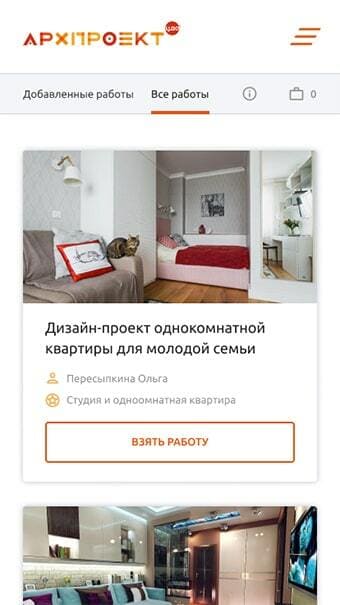 АРХПРОЕКТ
Добавленные работы Все работы 0
Дизайн-проект однокомнатной
квартиры для молодой семьи
Пересыпкина Ольга
Студия и одноомнатная квартира
ВЗЯТЬ РАБОТУ